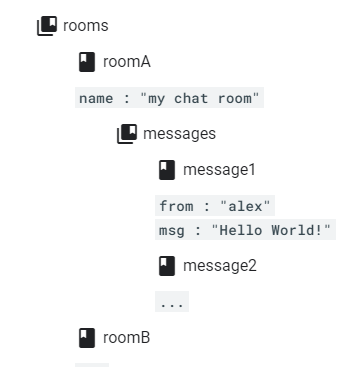 rooms
roomA
name : "my chat room"
messages
message1
from : "alex"
msg : "Hello World!"
message2
...
roomB